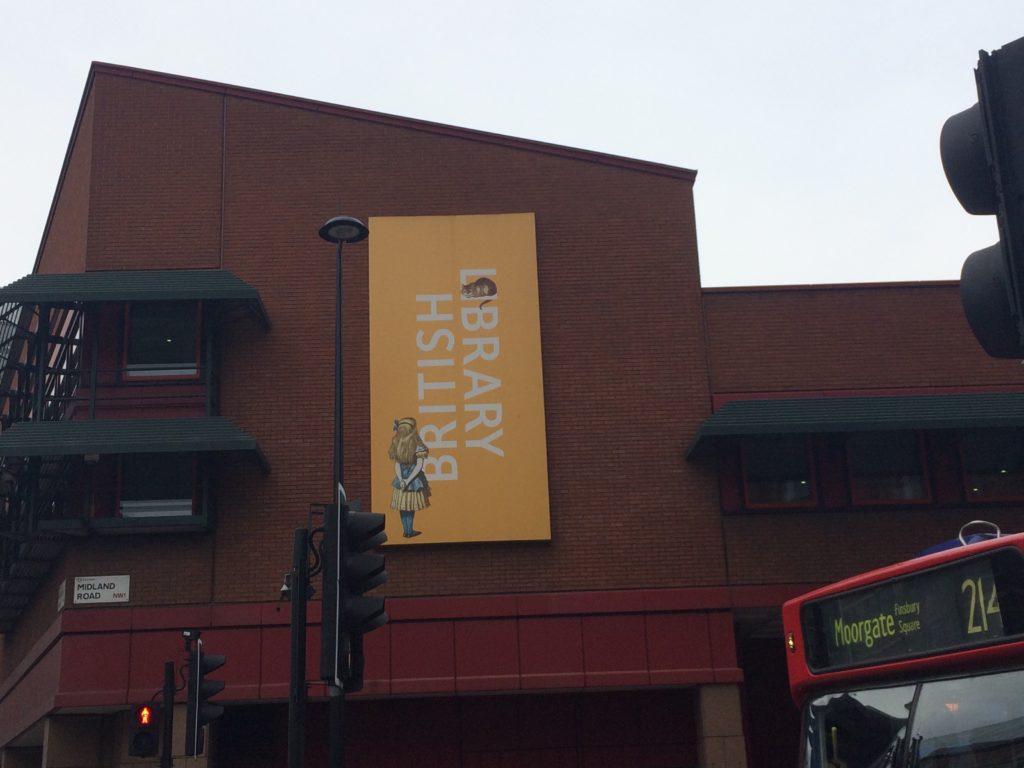 BRITISH
LIBRARY
MIDLAND
ROAD NW1
Moorgate Finsbury
Square
214